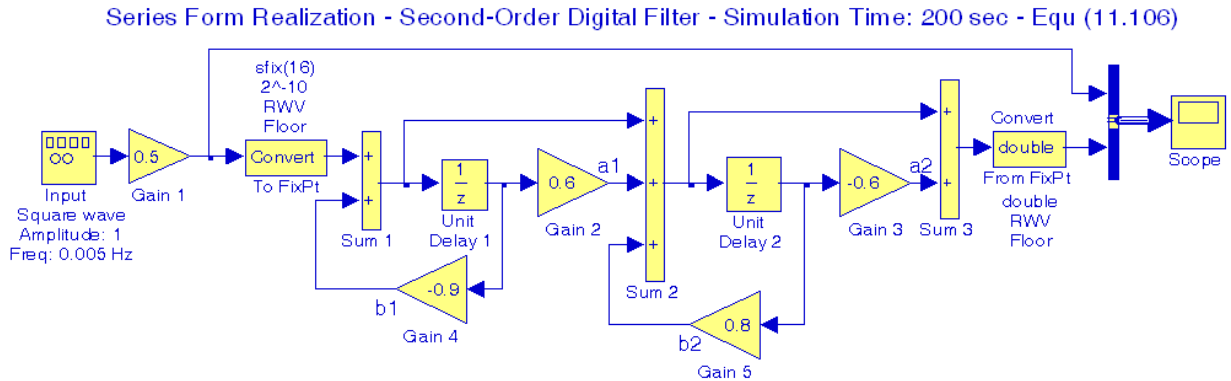 Series Form Realization - Second-Order Digital Filter - Simulation Time: 200 sec - Equ (11.106)
sfix(16)
2^-10
RWV
Floor
Convert
To FixPt
Input
Square wave
Amplitude: 1
Freq: 0.005 Hz
0.5
Gain 1
+
+
Sum 1
1
z
Unit
Delay 1
0.6
a1
Gain 2
-0.9
b1
Gain 4
+
+
+
Sum 2
1
z
Unit
Delay 2
-0.6
a2
Gain 3
0.8
b2
Gain 5
+
+
Sum 3
Convert
double
From FixPt
double
RWV
Floor
Scope